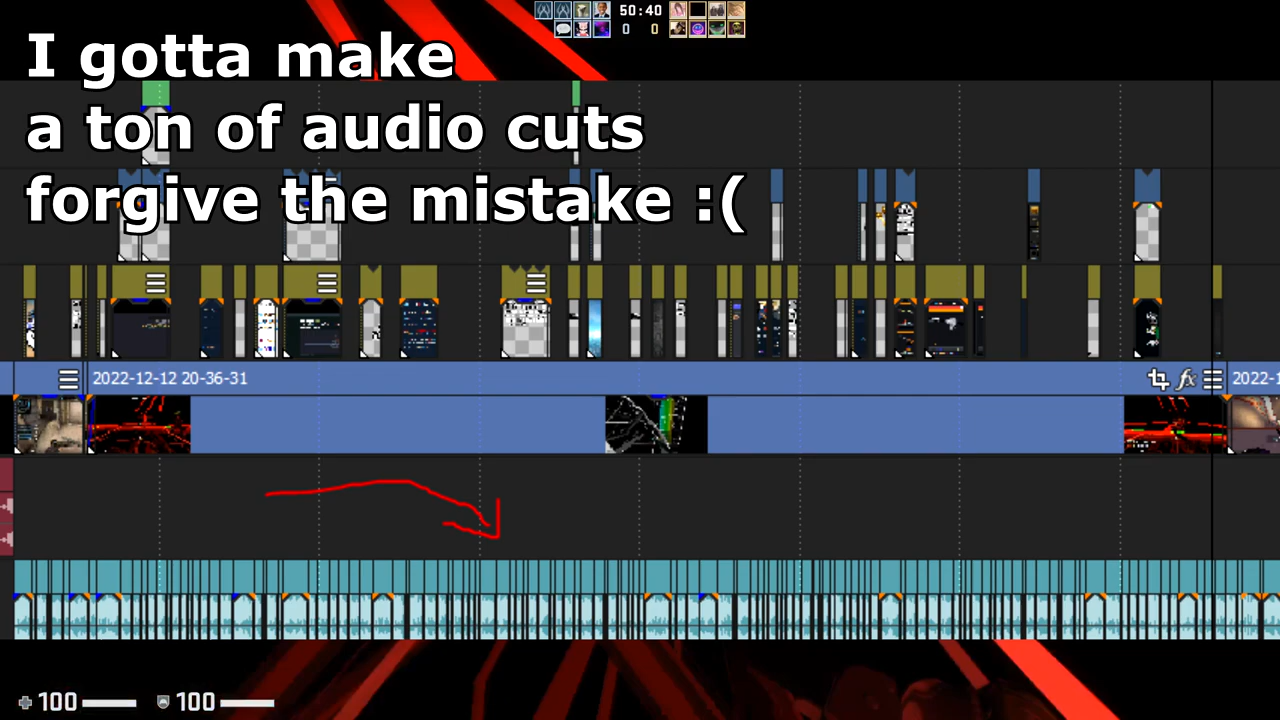 50:40
0 0
I gotta make
a ton of audio cuts
forgive the mistake :(
2022-12-12 20-36-31
fx
2022-1
100 100